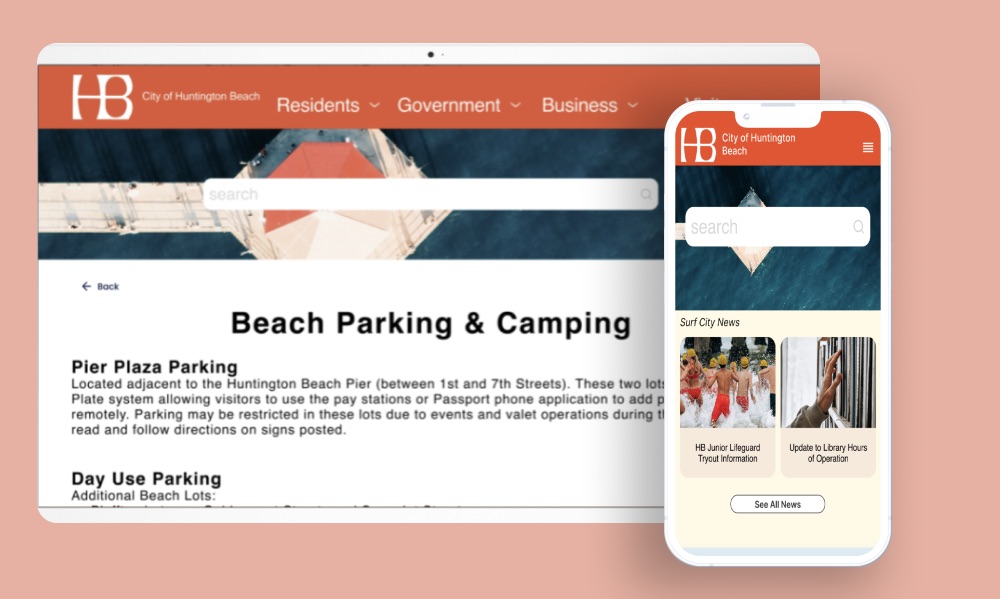 HB City of Huntington Beach
Residents Government Business
search
Back
Beach Parking & Camping
Pier Plaza Parking
Located adjacent to the Huntington Beach Pier (between 1st and 7th Streets). These two lots
Plate system allowing visitors to use the pay stations or Passport phone application to add
remotely. Parking may be restricted in these lots due to events and valet operations during
read and follow directions on signs posted.
Day Use Parking
Additional Beach Lots:
HB City of Huntington
Beach
search
Surf City News
HB Junior Lifeguard
Tryout Information
Update to Library Hours
of Operation
See All News